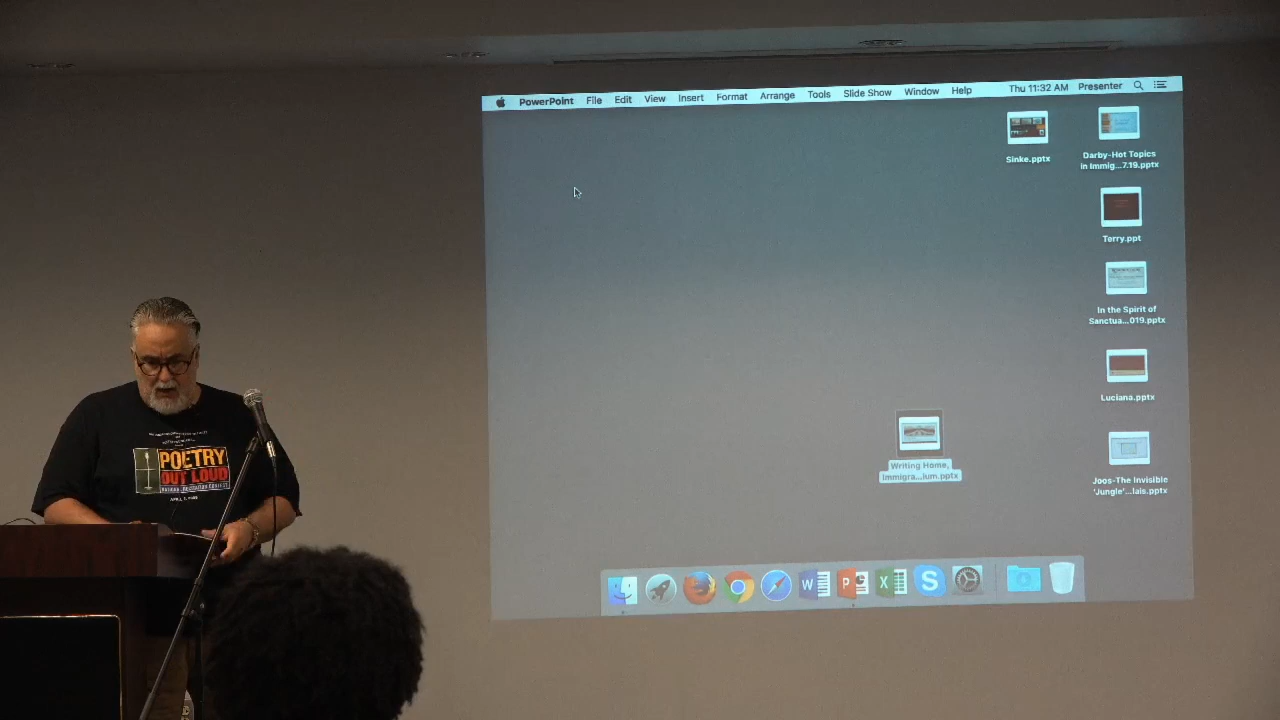 PowerPoint File Edit View Insert Format Arrange Tools Slide Show Window Help Thu 11:32 AM Presenter
Sinke.pptx
Darby-Hot Topics
in Immig...7.19.pptx
Terry.ppt
In the Spirit of
Sanctua...019.pptx
Luciana.pptx
Writing Home,
Immigra...ium.pptx
Joos-The Invisible
'Jungle'...lais.pptx
W
P
X
S
POETRY
OUT LOUD